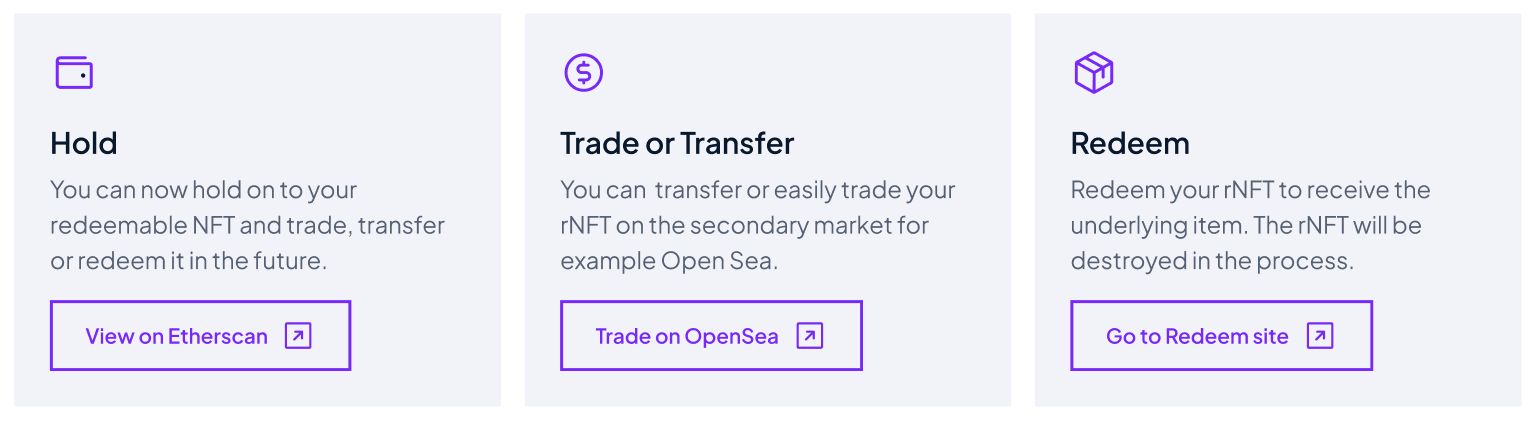 Hold
You can now hold on to your
redeemable NFT and trade, transfer
or redeem it in the future.
View on Etherscan
Trade or Transfer
You can  transfer or easily trade your
rNFT on the secondary market for
example Open Sea.
Trade on OpenSea
Redeem
Redeem your rNFT to receive the
underlying item. The rNFT will be
destroyed in the process.
Go to Redeem site